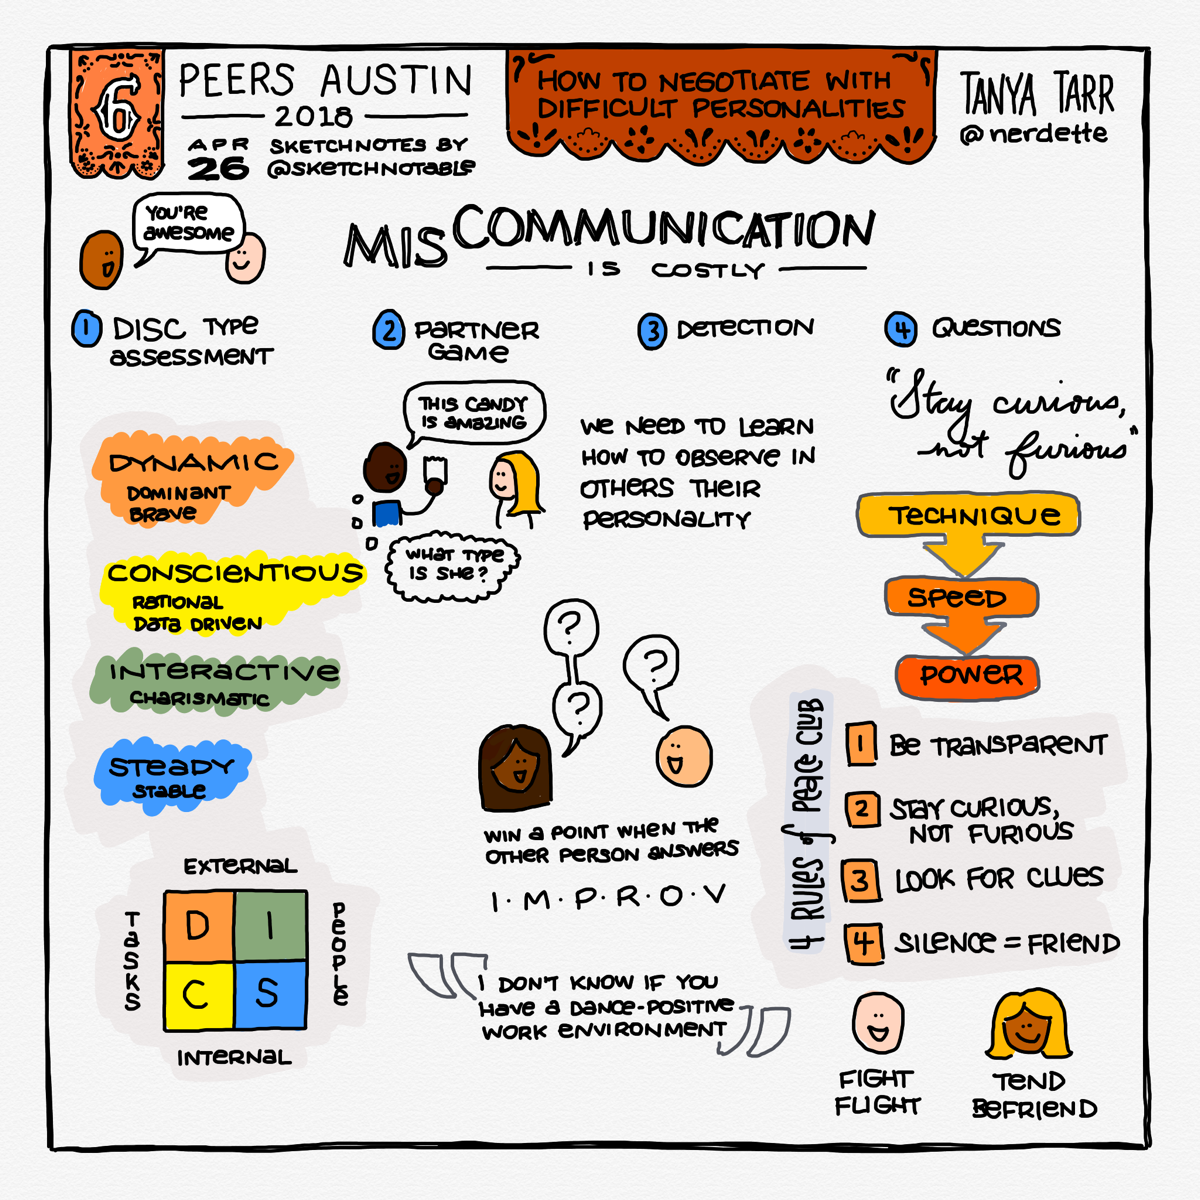 6
PEERS AUSTIN
2018
APR
26
SKETCHNOTES BY
@SKETCHNOTABLE
HOW TO NEGOTIATE WITH
DIFFICULT PERSONALITIES
TANYA TARR
@nerdette
YOU'RE
AWESOME
MISCOMMUNICATION
IS COSTLY
1 DISC TYPE
ASSESSMENT
DYNAMIC
DOMINANT
BRAVE
CONSCIENTIOUS
RATIONAL
DATA DRIVEN
INTERACTIVE
CHARISMATIC
STEADY
STABLE
EXTERNAL
TASKS
D I
C S
PEOPLE
INTERNAL
2 PARTNER
GAME
THIS CANDY
IS AMAZING
WHAT TYPE
IS SHE?
3 DETECTION
WE NEED TO LEARN
HOW TO OBSERVE IN
OTHERS THEIR
PERSONALITY
?
?
?
WIN A POINT WHEN THE
OTHER PERSON ANSWERS
I·M·P·R·O·V
"I DON'T KNOW IF YOU
HAVE A DANCE-POSITIVE
WORK ENVIRONMENT"
4 QUESTIONS
"Stay curious,
not furious"
TECHNIQUE
SPEED
POWER
4 RULES of PEACE CLUB
1 BE TRANSPARENT
2 STAY CURIOUS,
NOT FURIOUS
3 LOOK FOR CLUES
4 SILENCE = FRIEND
FIGHT
FLIGHT
TEND
BEFRIEND